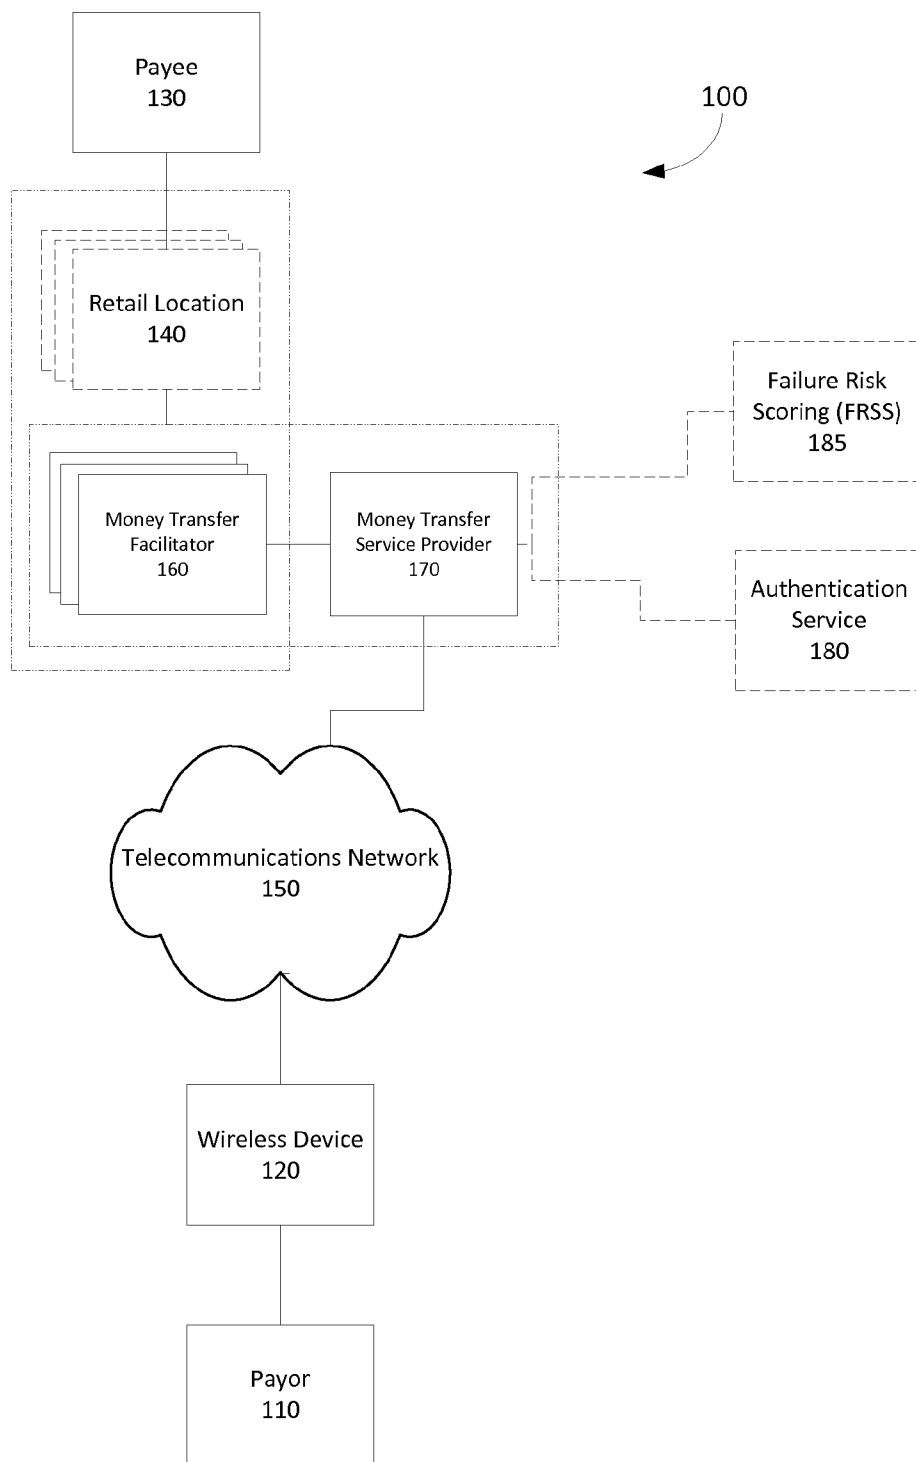 Payee
130
100
Retail Location
140
Failure Risk
Scoring (FRSS)
185
Money Transfer
Facilitator
160
Money Transfer
Service Provider
170
Authentication
Service
180
Telecommunications Network
150
Wireless Device
120
Payor
110